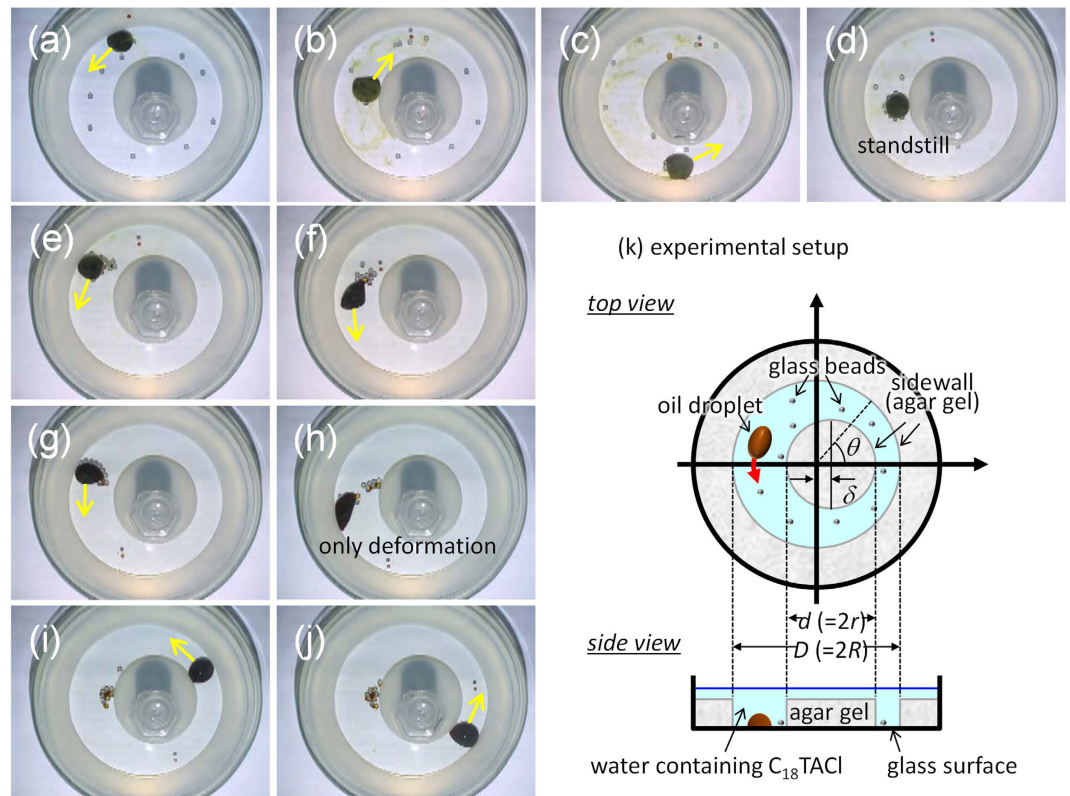 (a)
(b)
(c)
(d)
standstill
(e)
(f)
(k) experimental setup
top view
glass beads
sidewall
(agar gel)
oil droplet
θ
δ
(g)
(h)
only deformation
d (=2r)
D (=2R)
(i)
(j)
side view
agar gel
water containing C₁₈TACl
glass surface